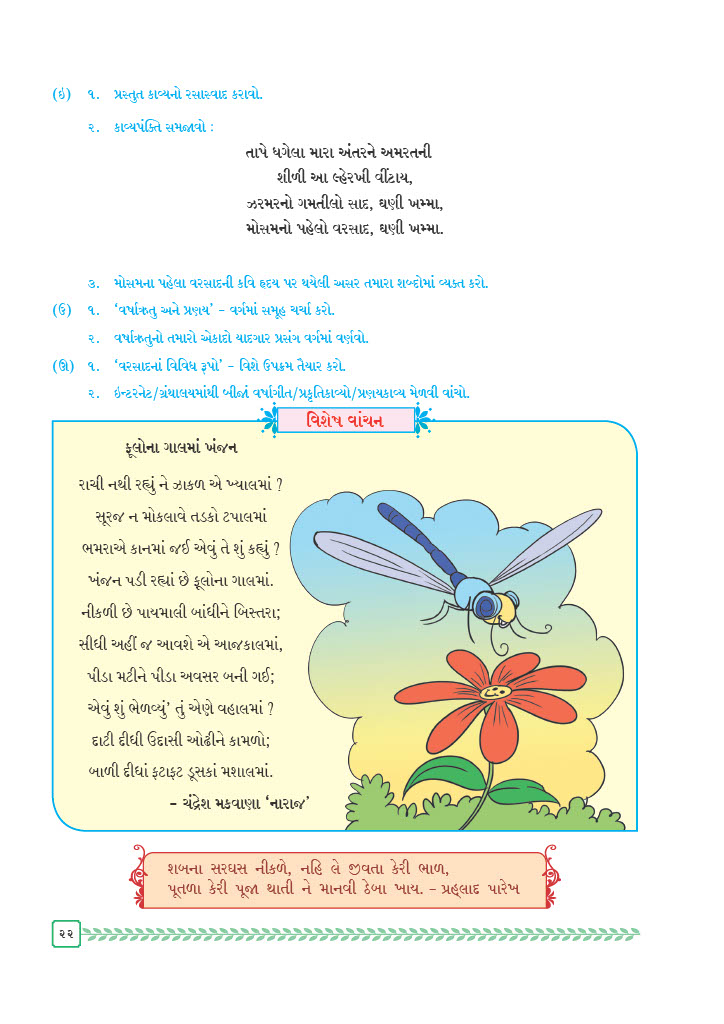 (ઇ) ૧. પ્રસ્તુત કાવ્યનો રસાસ્વાદ કરાવો.
૨. કાવ્યપંક્તિ સમજાવો :
તાપે ધગેલા મારા અંતરને અમરતની
શીળી આ લ્હેરખી વીંટાય,
ઝરમરનો ગમતીલો સાદ, ઘણી ખમ્મા,
મોસમનો પહેલો વરસાદ, ઘણી ખમ્મા.
૩. મોસમના પહેલા વરસાદની કવિ હૃદય પર થયેલી અસર તમારા શબ્દોમાં વ્યક્ત કરો.
(ઉ) ૧. ‘વર્ષાઋતુ અને પ્રણય’ – વર્ગમાં સમૂહ ચર્ચા કરો.
૨. વર્ષાઋતુનો તમારો એકાદો યાદગાર પ્રસંગ વર્ગમાં વર્ણવો.
(ઊ) ૧. ‘વરસાદનાં વિવિધ રૂપો’ – વિશે ઉપક્રમ તૈયાર કરો.
૨. ઇન્ટરનેટ/ગ્રંથાલયમાંથી બીજાં વર્ષાગીત/પ્રકૃતિકાવ્યો/પ્રણયકાવ્ય મેળવી વાંચો.
વિશેષ વાંચન
ફૂલોના ગાલમાં ખંજન
રાચી નથી રહ્યું ને ઝાકળ એ ખ્યાલમાં ?
સૂરજ ન મોકલાવે તડકો ટપાલમાં
ભમરાએ કાનમાં જઈ એવું તે શું કહ્યું ?
ખંજન પડી રહ્યાં છે ફૂલોના ગાલમાં.
નીકળી છે પાયમાલી બાંધીને બિસ્તરા;
સીધી અહીં જ આવશે એ આજકાલમાં,
પીડા મટીને પીડા અવસર બની ગઈ;
એવું શું ભેળવ્યું’ તું એણે વહાલમાં ?
દાટી દીધી ઉદાસી ઓઢીને કામળો;
બાળી દીધાં ફટાફટ ડૂસકાં મશાલમાં.
– ચંદ્રેશ મકવાણા ‘નારાજ’
શબના સરઘસ નીકળે, નહિ લે જીવતા કેરી ભાળ,
પૂતળા કેરી પૂજા થાતી ને માનવી ઠેબા ખાય. – પ્રહ્લાદ પારેખ
૨૨